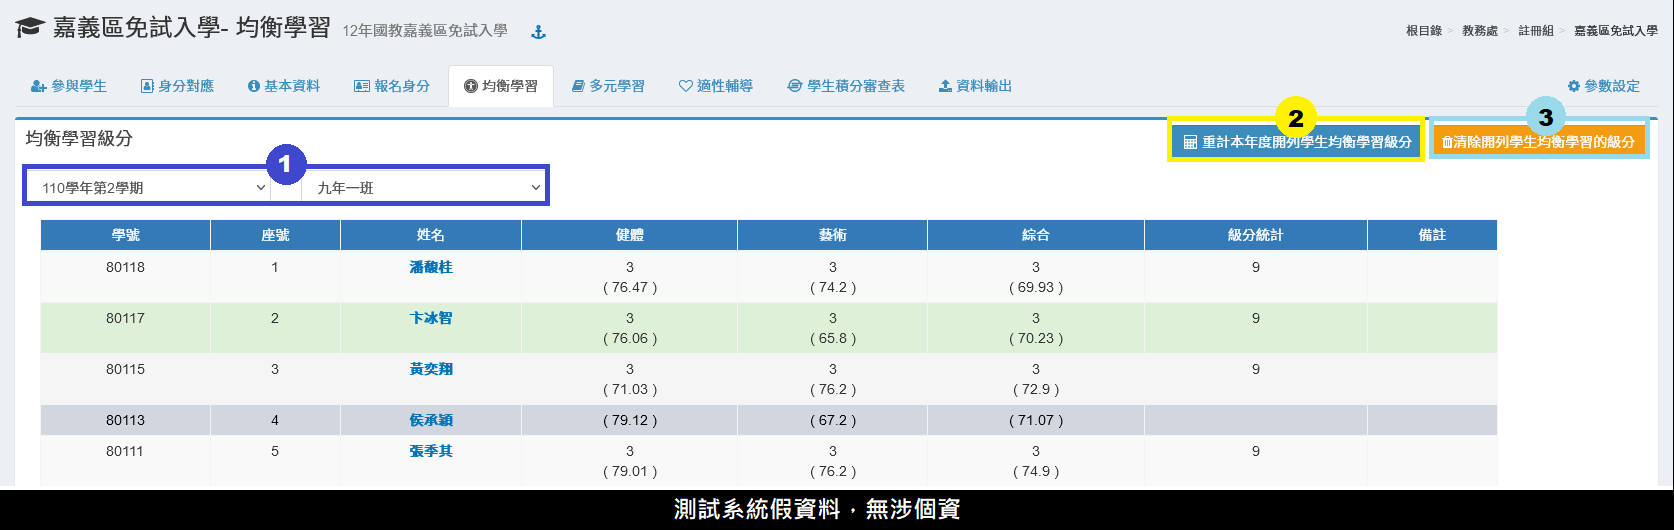 嘉義區免試入學- 均衡學習 12年國教嘉義區免試入學
根目錄 > 教務處 > 註冊組 > 嘉義區免試入學
參與學生 身分對應 基本資料 報名身分 均衡學習 多元學習 適性輔導 學生積分審查表 資料輸出 參數設定
均衡學習級分
2
重計本年度開列學生均衡學習級分
3
清除開列學生均衡學習的級分
1
110學年第2學期 九年一班
學號 座號 姓名 健體 藝術 綜合 級分統計 備註
80118 1 潘馥桂 3 3 3 9
( 76.47 ) ( 74.2 ) ( 69.93 )
80117 2 卞冰智 3 3 3 9
( 76.06 ) ( 65.8 ) ( 70.23 )
80115 3 黃奕翔 3 3 3 9
( 71.03 ) ( 76.2 ) ( 72.9 )
80113 4 侯承穎 ( 79.12 ) ( 67.2 ) ( 71.07 )
80111 5 張季其 3 3 3 9
( 79.01 ) ( 76.2 ) ( 74.9 )
測試系統假資料，無涉個資